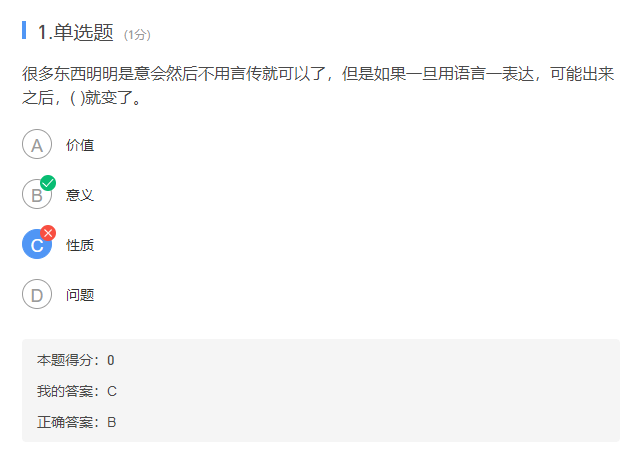 1.单选题 (1分)
很多东西明明是意会然后不用言传就可以了，但是如果一旦用语言一表达，可能出来
之后，( )就变了。
A 价值
B 意义
C 性质
D 问题
本题得分：0
我的答案：C
正确答案：B